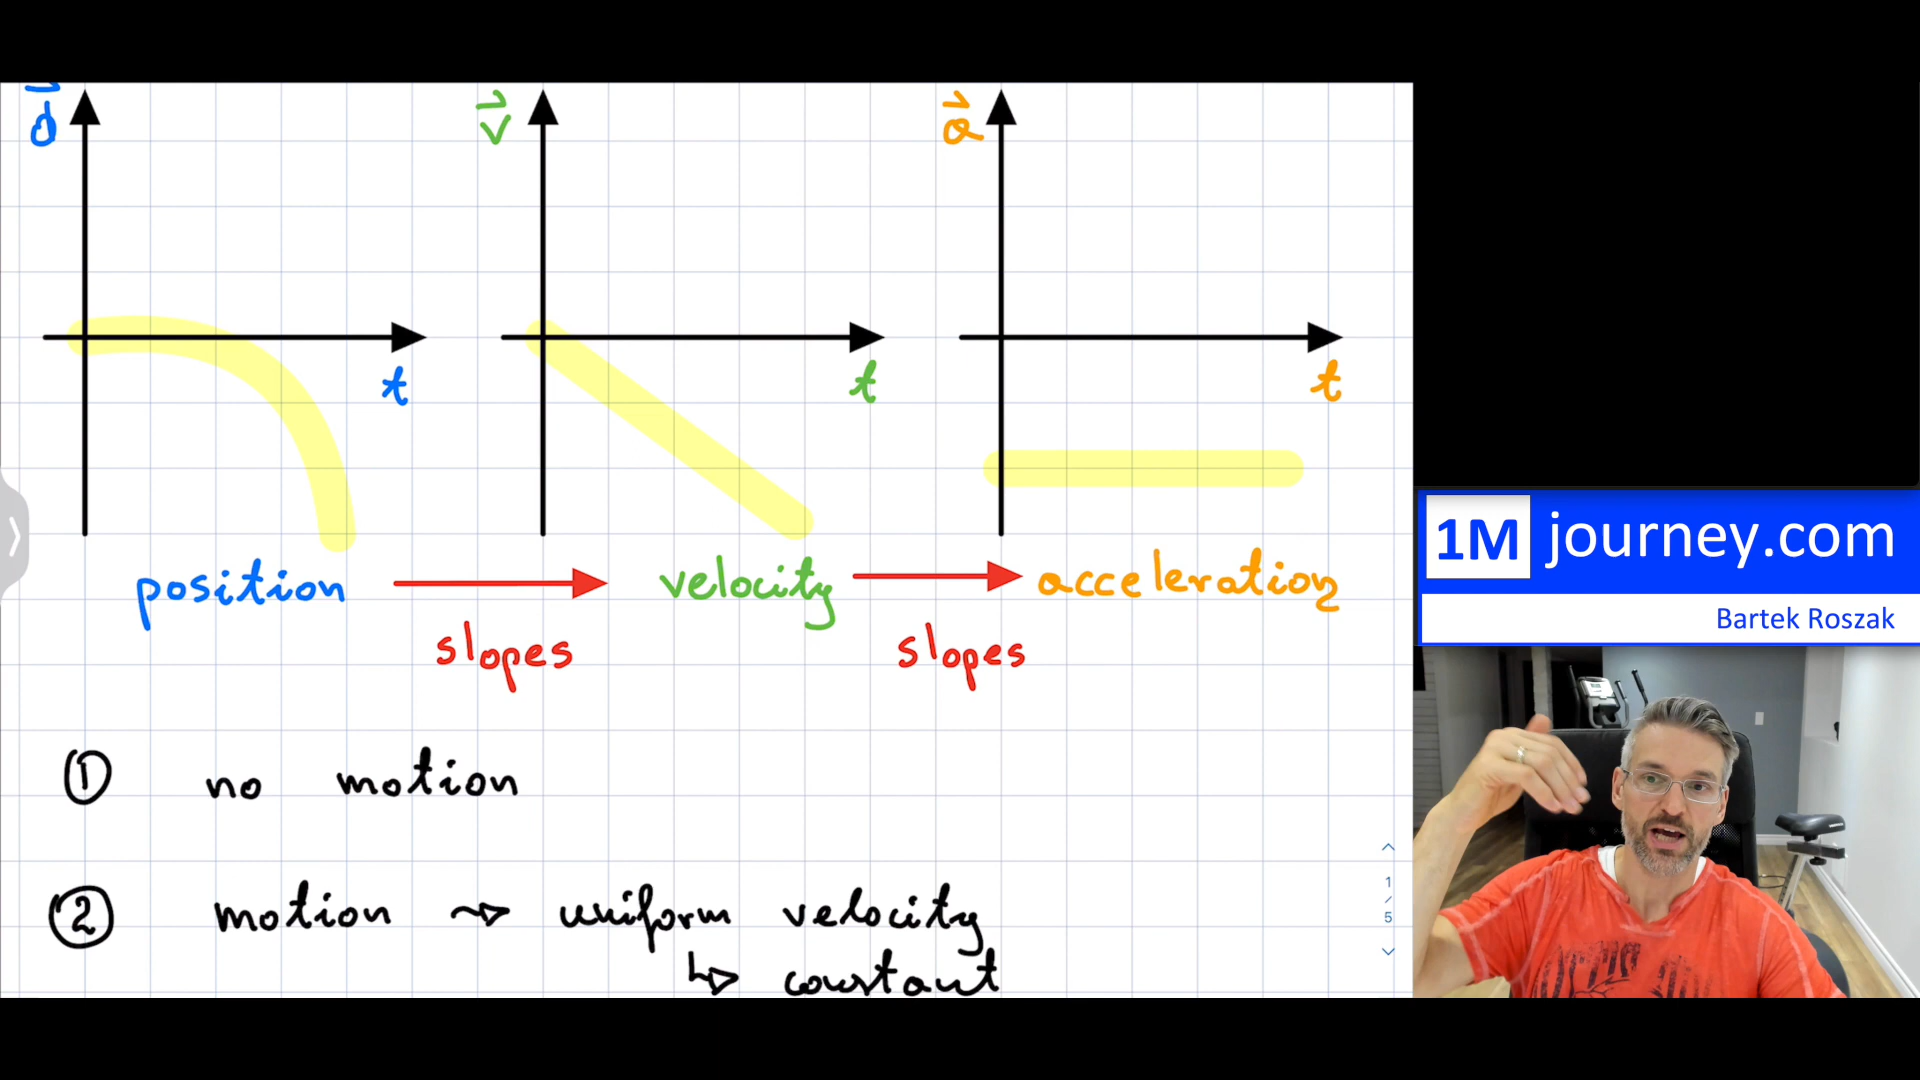 d v a
t t t
position velocity acceleration
slopes slopes
1 no motion
2 motion ⇝ uniform velocity
↳ constant
1
/
5
1M journey.com
Bartek Roszak